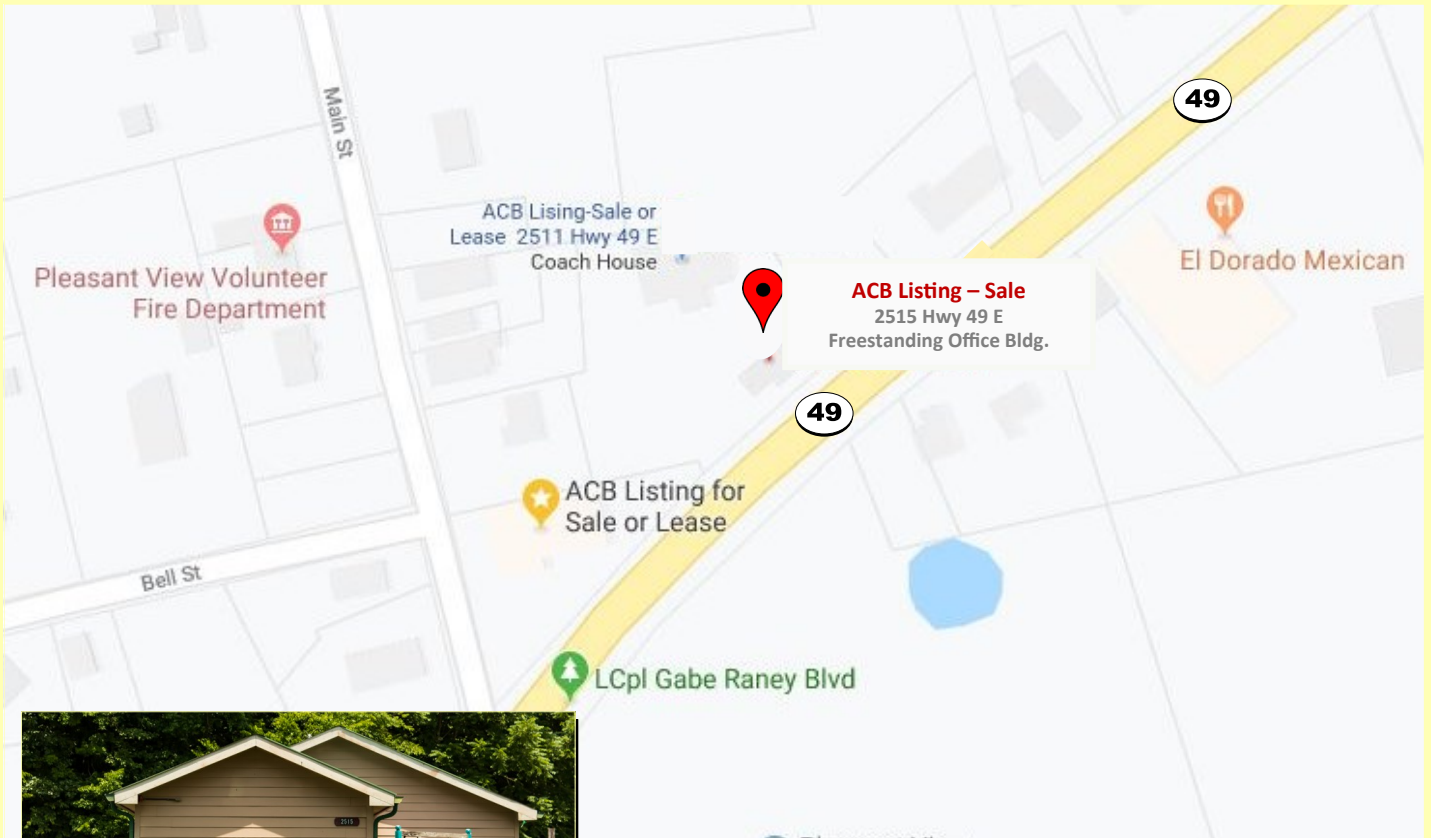 49
Main St
ACB Lising-Sale or
Lease 2511 Hwy 49 E
Coach House
Pleasant View Volunteer
Fire Department
El Dorado Mexican
ACB Listing – Sale
2515 Hwy 49 E
Freestanding Office Bldg.
49
ACB Listing for
Sale or Lease
Bell St
LCpl Gabe Raney Blvd
2515